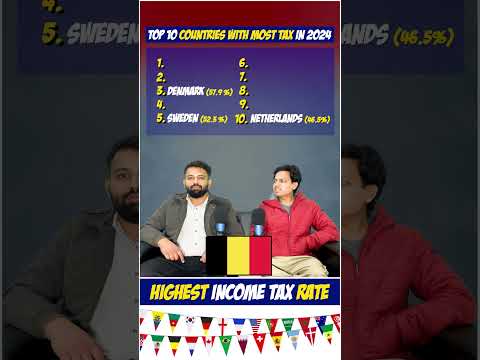 TOP 10 COUNTRIES WITH MOST TAX IN 2024
1.
2.
3. DENMARK (57.9 %)
4.
5. SWEDEN (52.3 %)
6.
7.
8.
9.
10. NETHERLANDS (46.5%)
HIGHEST INCOME TAX RATE
4.
5. SWEDEN
(46.5%)